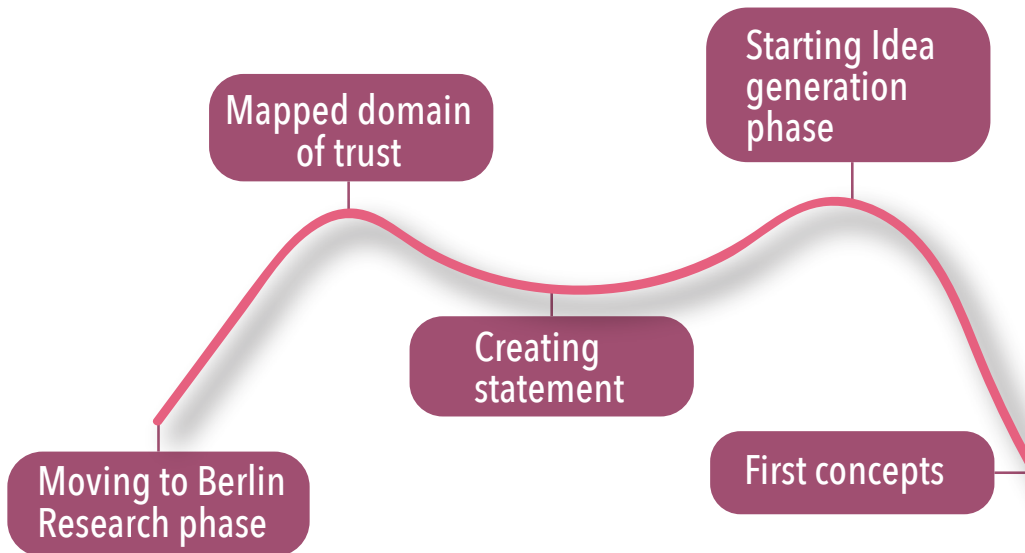 Moving to Berlin
Research phase
Mapped domain
of trust
Creating
statement
Starting Idea
generation
phase
First concepts